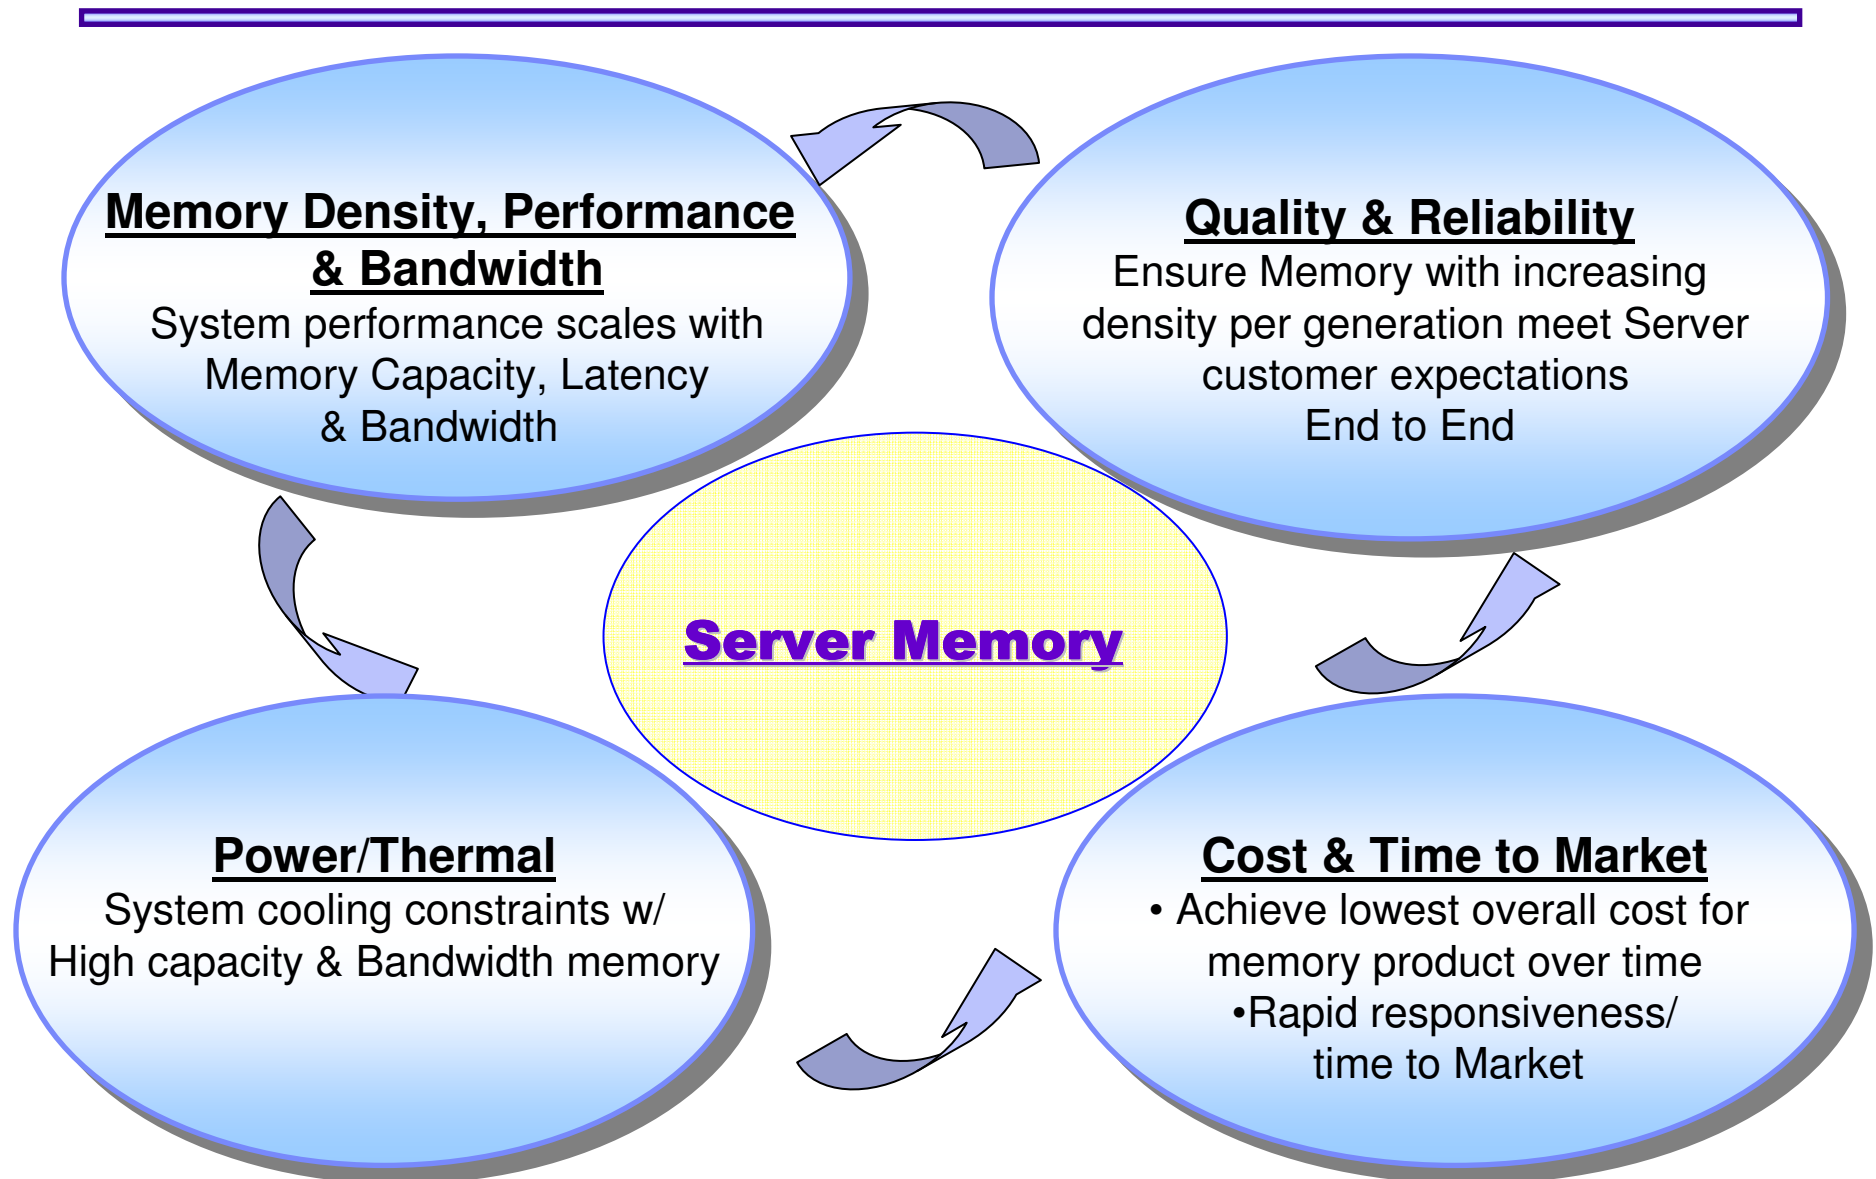 Memory Density, Performance
& Bandwidth
System performance scales with
Memory Capacity, Latency
& Bandwidth
Quality & Reliability
Ensure Memory with increasing
density per generation meet Server
customer expectations
End to End
Server Memory
Power/Thermal
System cooling constraints w/
High capacity & Bandwidth memory
Cost & Time to Market
• Achieve lowest overall cost for
memory product over time
•Rapid responsiveness/
time to Market